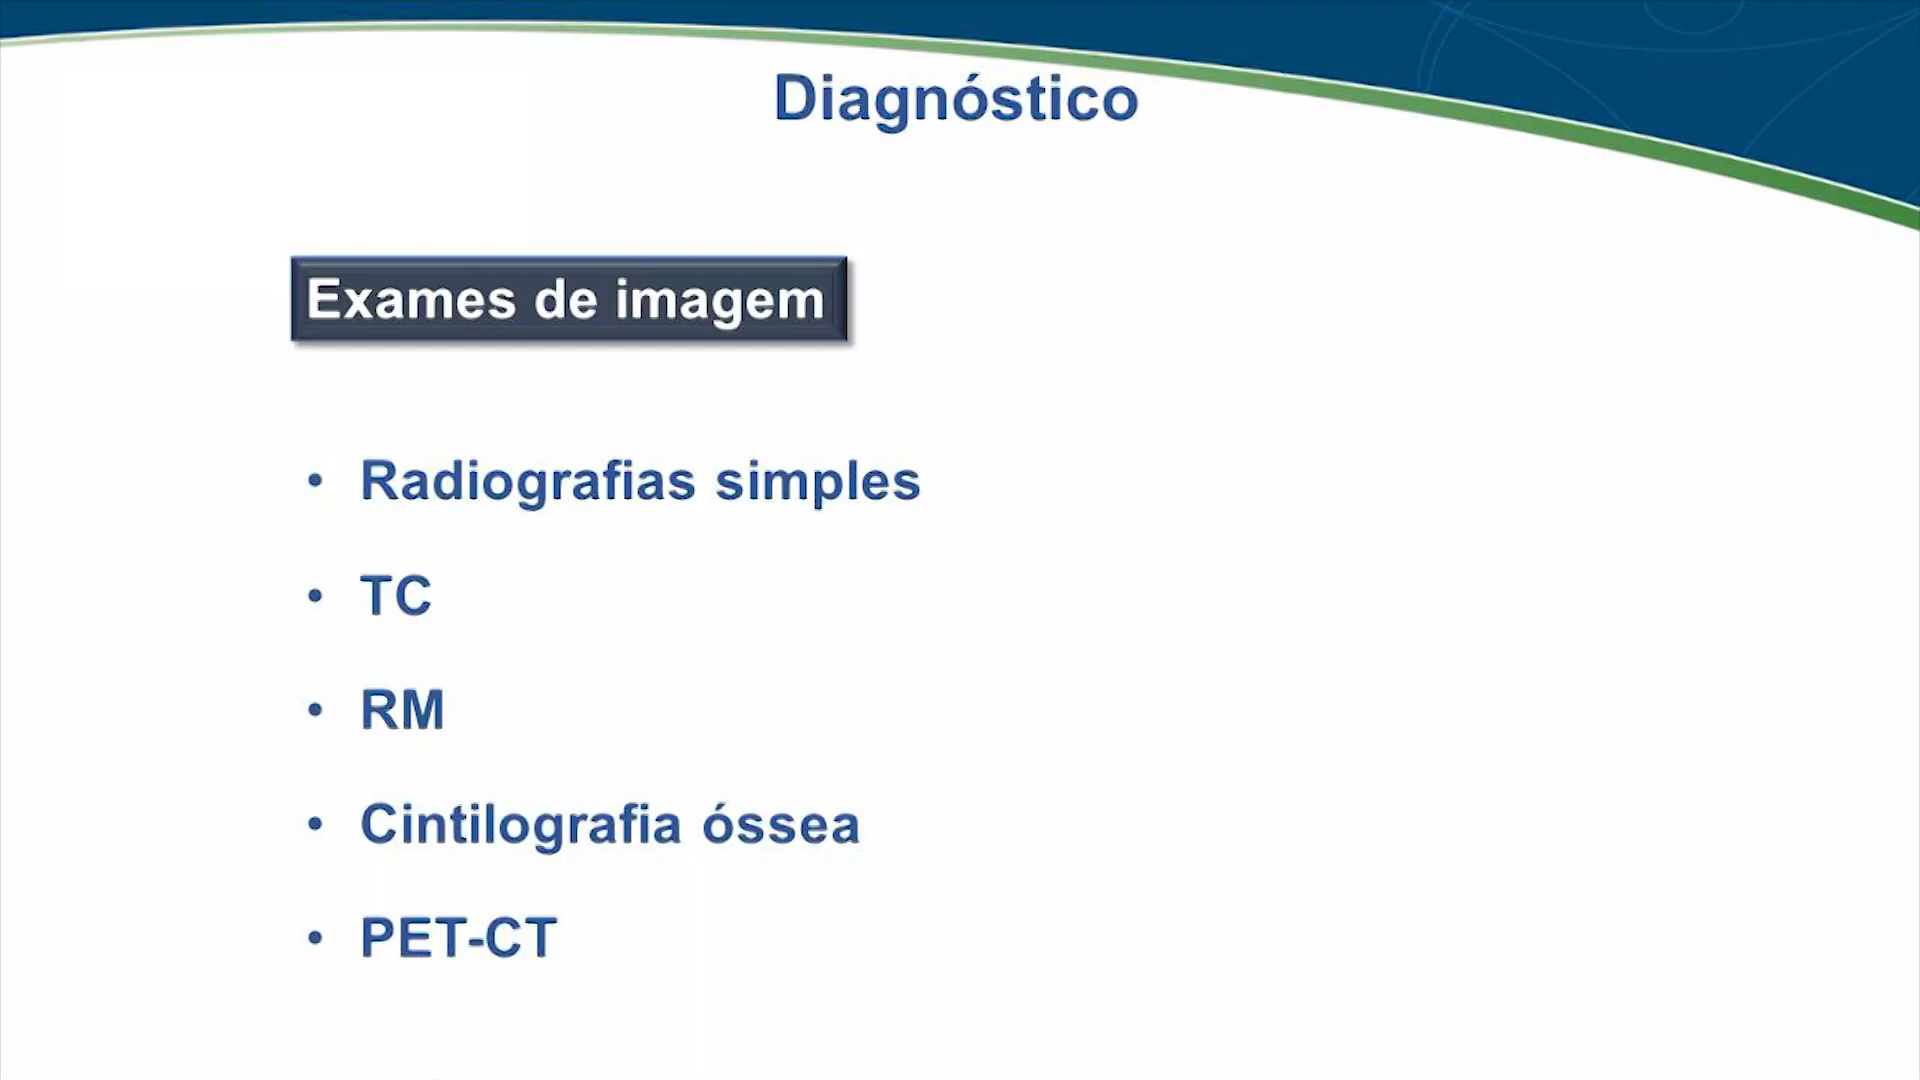 Diagnóstico
Exames de imagem
• Radiografias simples
• TC
• RM
• Cintilografia óssea
• PET-CT